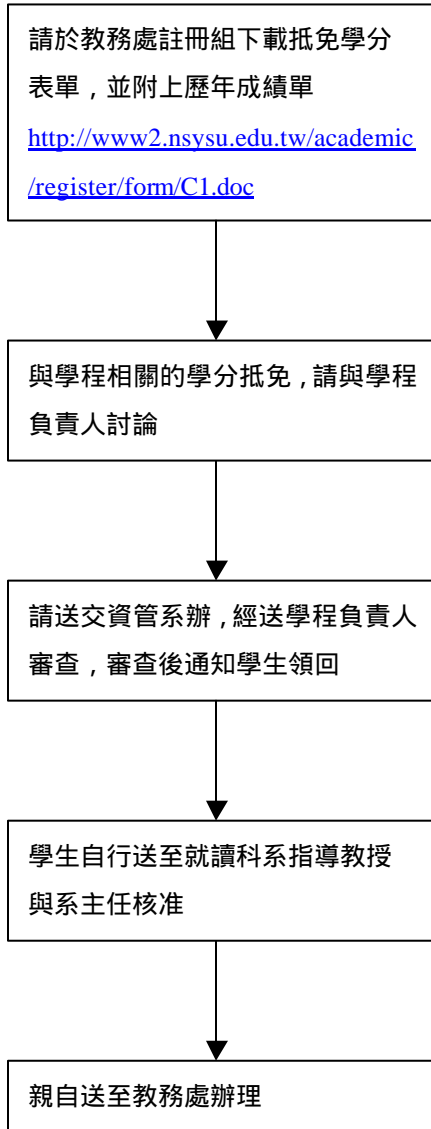 請於教務處註冊組下載抵免學分
表單，並附上歷年成績單
http://www2.nsysu.edu.tw/academic
/register/form/C1.doc
與學程相關的學分抵免，請與學程
負責人討論
請送交資管系辦，經送學程負責人
審查，審查後通知學生領回
學生自行送至就讀科系指導教授
與系主任核准
親自送至教務處辦理